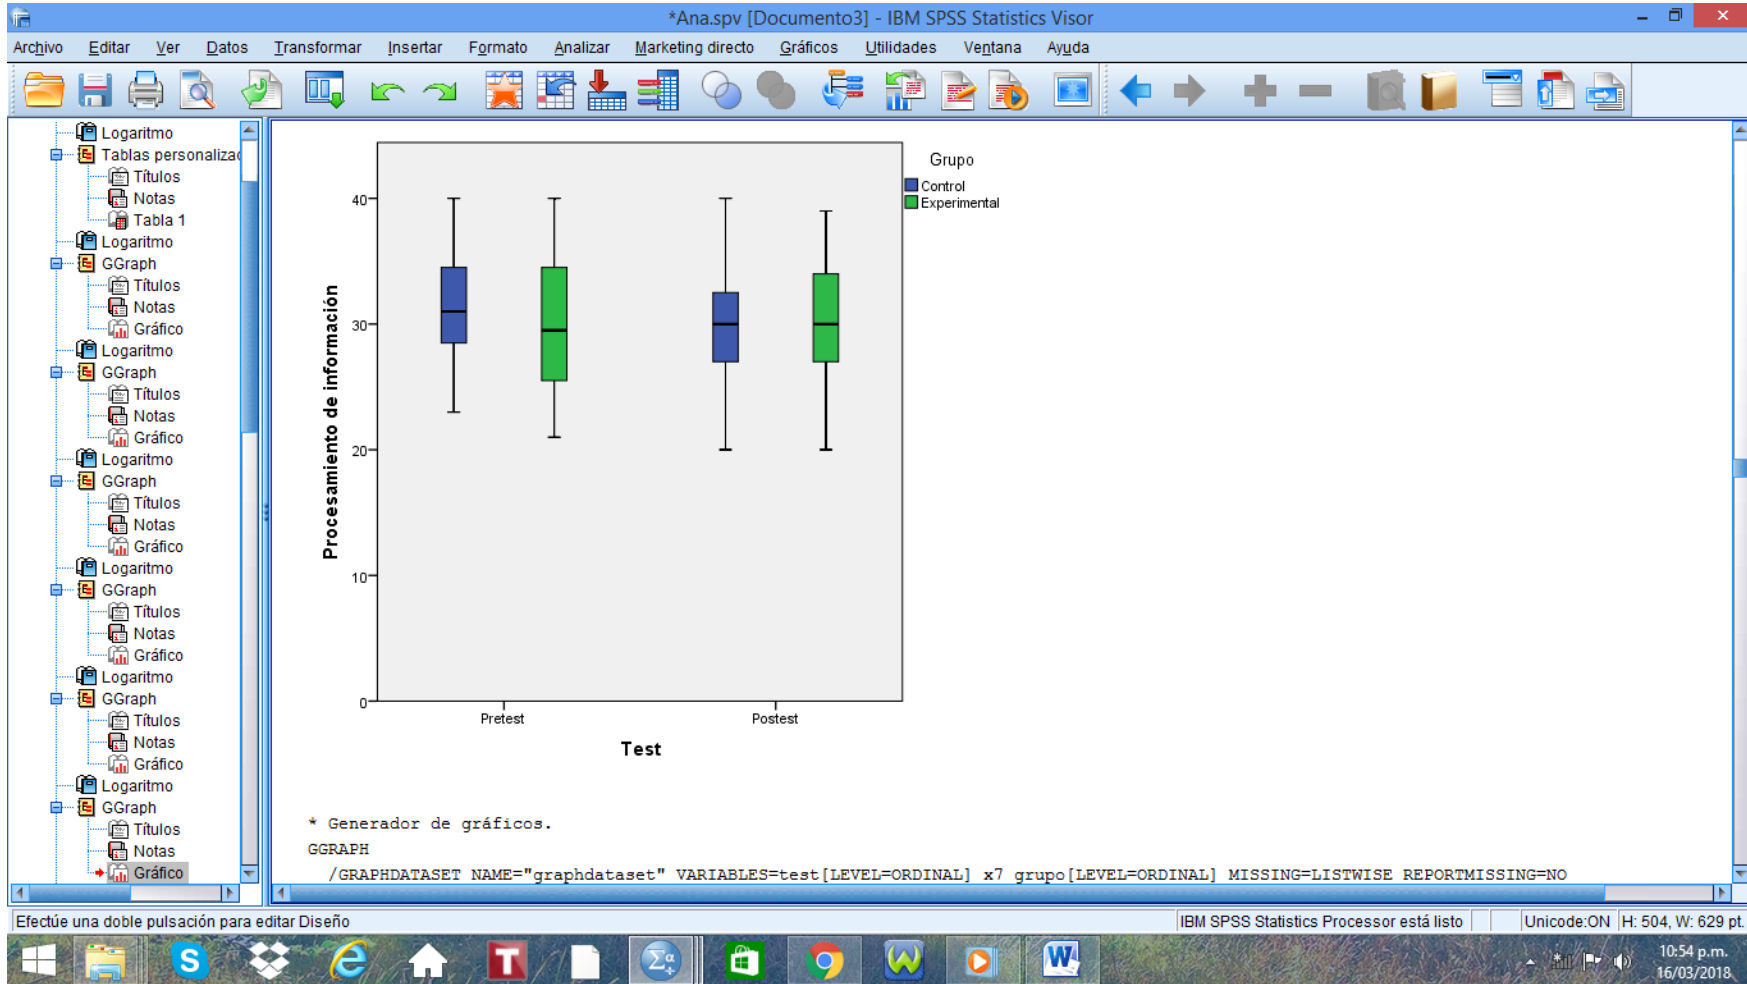 *Ana.spv [Documento3] - IBM SPSS Statistics Visor
Archivo Editar Ver Datos Transformar Insertar Formato Analizar Marketing directo Gráficos Utilidades Ventana Ayuda
Logaritmo
Tablas personalizad
Títulos
Notas
Tabla 1
Logaritmo
GGraph
Títulos
Notas
Gráfico
Logaritmo
GGraph
Títulos
Notas
Gráfico
Logaritmo
GGraph
Títulos
Notas
Gráfico
Logaritmo
GGraph
Títulos
Notas
Gráfico
Logaritmo
GGraph
Títulos
Notas
Gráfico
Logaritmo
GGraph
Títulos
Notas
Gráfico
Procesamiento de información
40
30
20
10
0
Pretest Postest
Test
Grupo
Control
Experimental
* Generador de gráficos.
GGRAPH
/GRAPHDATASET NAME="graphdataset" VARIABLES=test[LEVEL=ORDINAL] x7 grupo[LEVEL=ORDINAL] MISSING=LISTWISE REPORTMISSING=NO
Efectúe una doble pulsación para editar Diseño
IBM SPSS Statistics Processor está listo Unicode:ON H: 504, W: 629 pt.
10:54 p.m.
16/03/2018